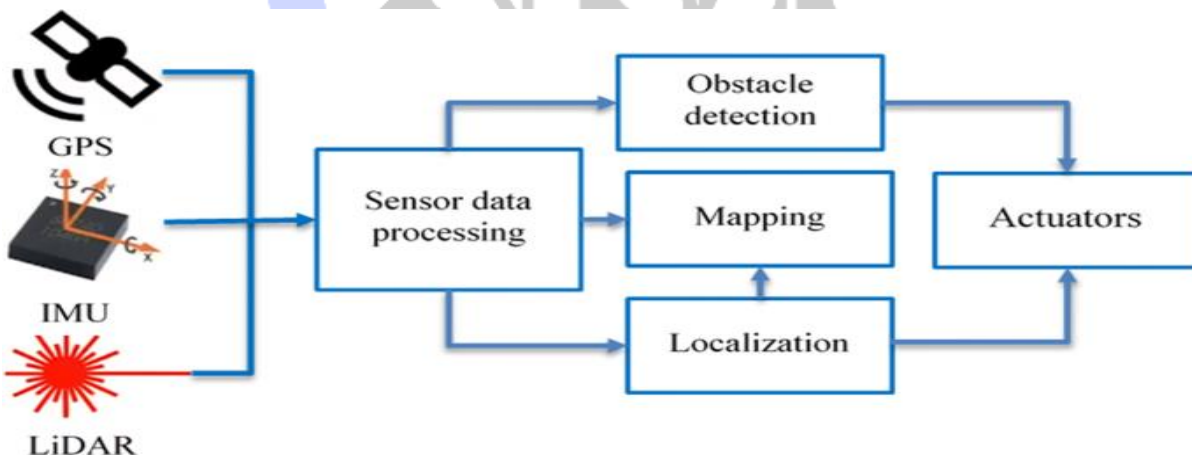 GPS
Z
Y
X
IMU
LiDAR
Sensor data
processing
Obstacle
detection
Mapping
Localization
Actuators